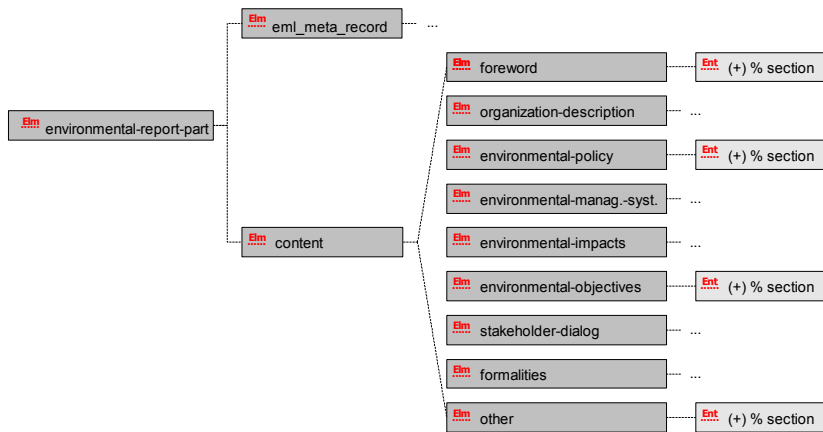 Elm eml_meta_record ...
Elm foreword Ent (+) % section
Elm organization-description ...
Elm environmental-report-part
Elm environmental-policy Ent (+) % section
Elm environmental-manag.-syst. ...
Elm content
Elm environmental-impacts ...
Elm environmental-objectives Ent (+) % section
Elm stakeholder-dialog ...
Elm formalities ...
Elm other Ent (+) % section